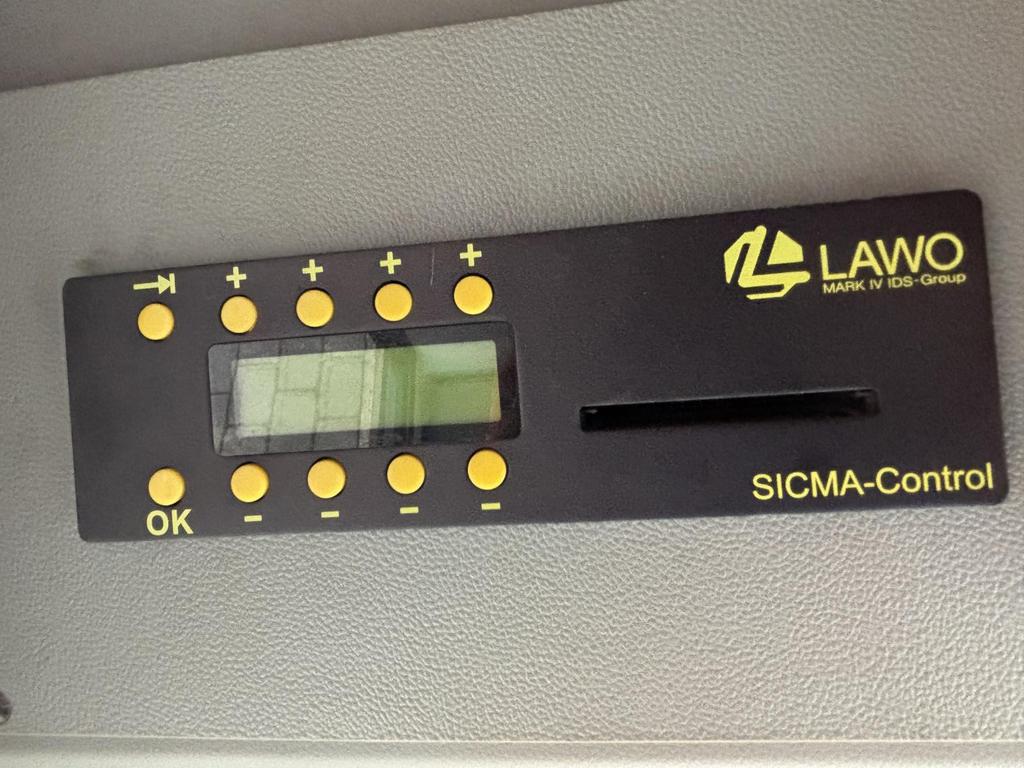 + + + +
LAWO
MARK IV IDS-Group
SICMA-Control
OK - - - -